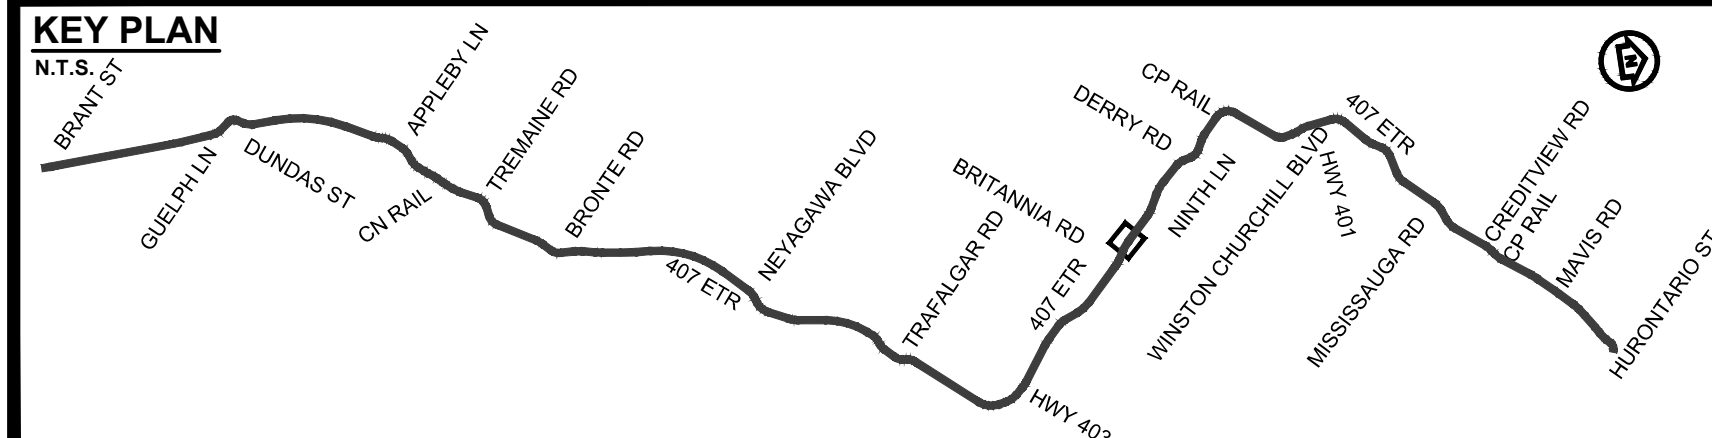 KEY PLAN
N.T.S.
BRANT ST
GUELPH LN
DUNDAS ST
APPLEBY LN
CN RAIL
TREMAINE RD
BRONTE RD
407 ETR
NEYAGAWA BLVD
TRAFALGAR RD
HWY 403
407 ETR
BRITANNIA RD
DERRY RD
CP RAIL
NINTH LN
WINSTON CHURCHILL BLVD
HWY 401
407 ETR
MISSISSAUGA RD
CREDITVIEW RD
CP RAIL
MAVIS RD
HURONTARIO ST
N